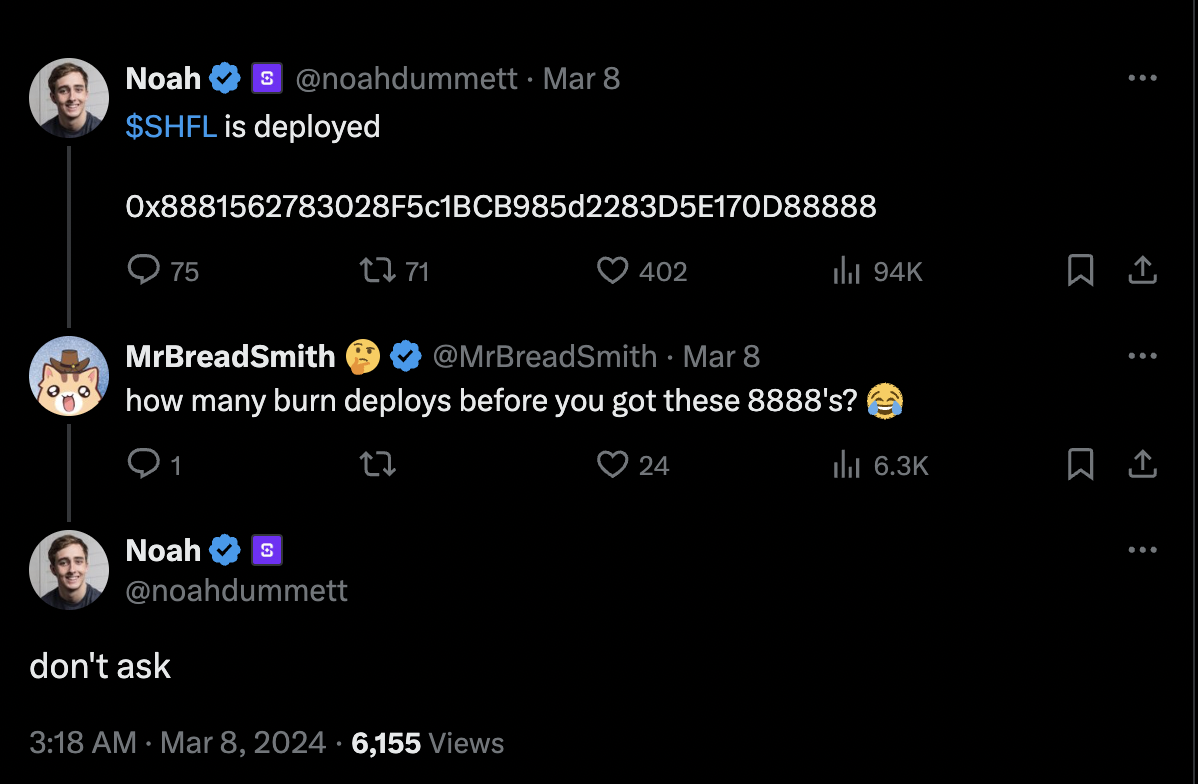 Noah @noahdummett · Mar 8
$SHFL is deployed
0x8881562783028F5c1BCB985d2283D5E170D88888
75 71 402 94K
MrBreadSmith 🤔 @MrBreadSmith · Mar 8
how many burn deploys before you got these 8888's? 😂
1 24 6.3K
Noah
@noahdummett
don't ask
3:18 AM · Mar 8, 2024 · 6,155 Views